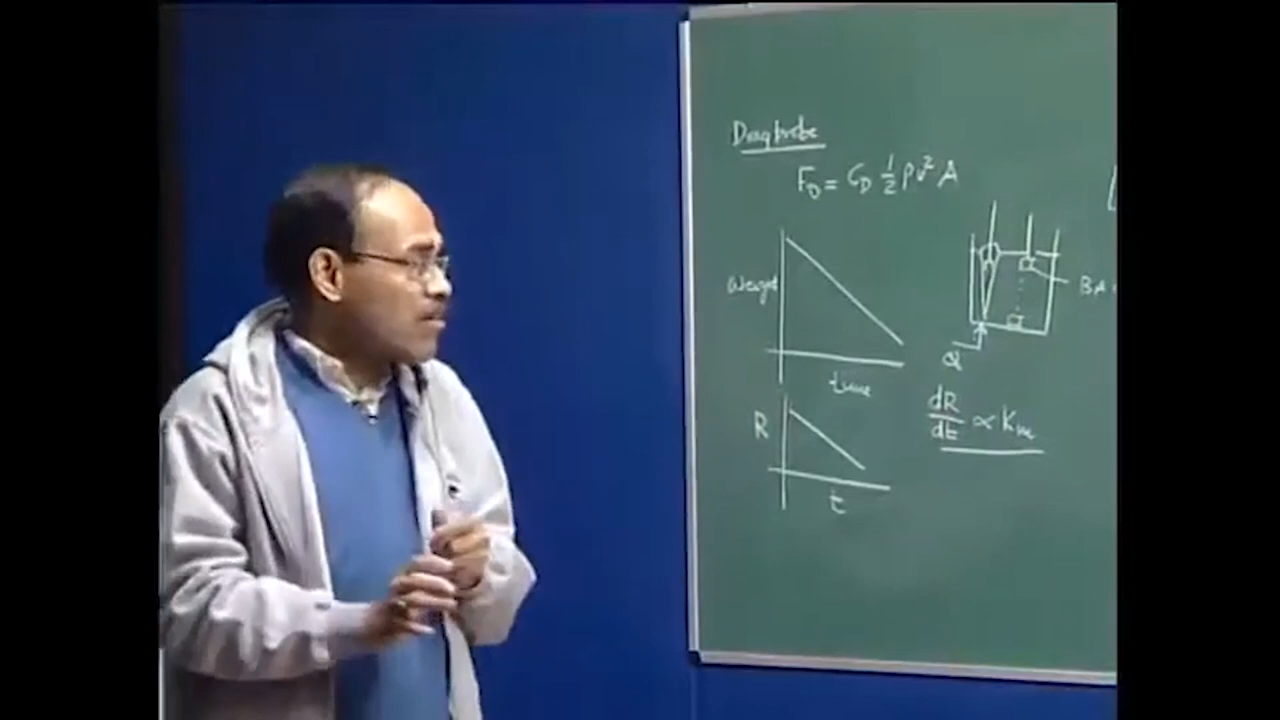 Drag probe
F_D = C_D 1/2 ρv² A
Weight
time
BA
Q
R
t
dR/dt ∝ K_m